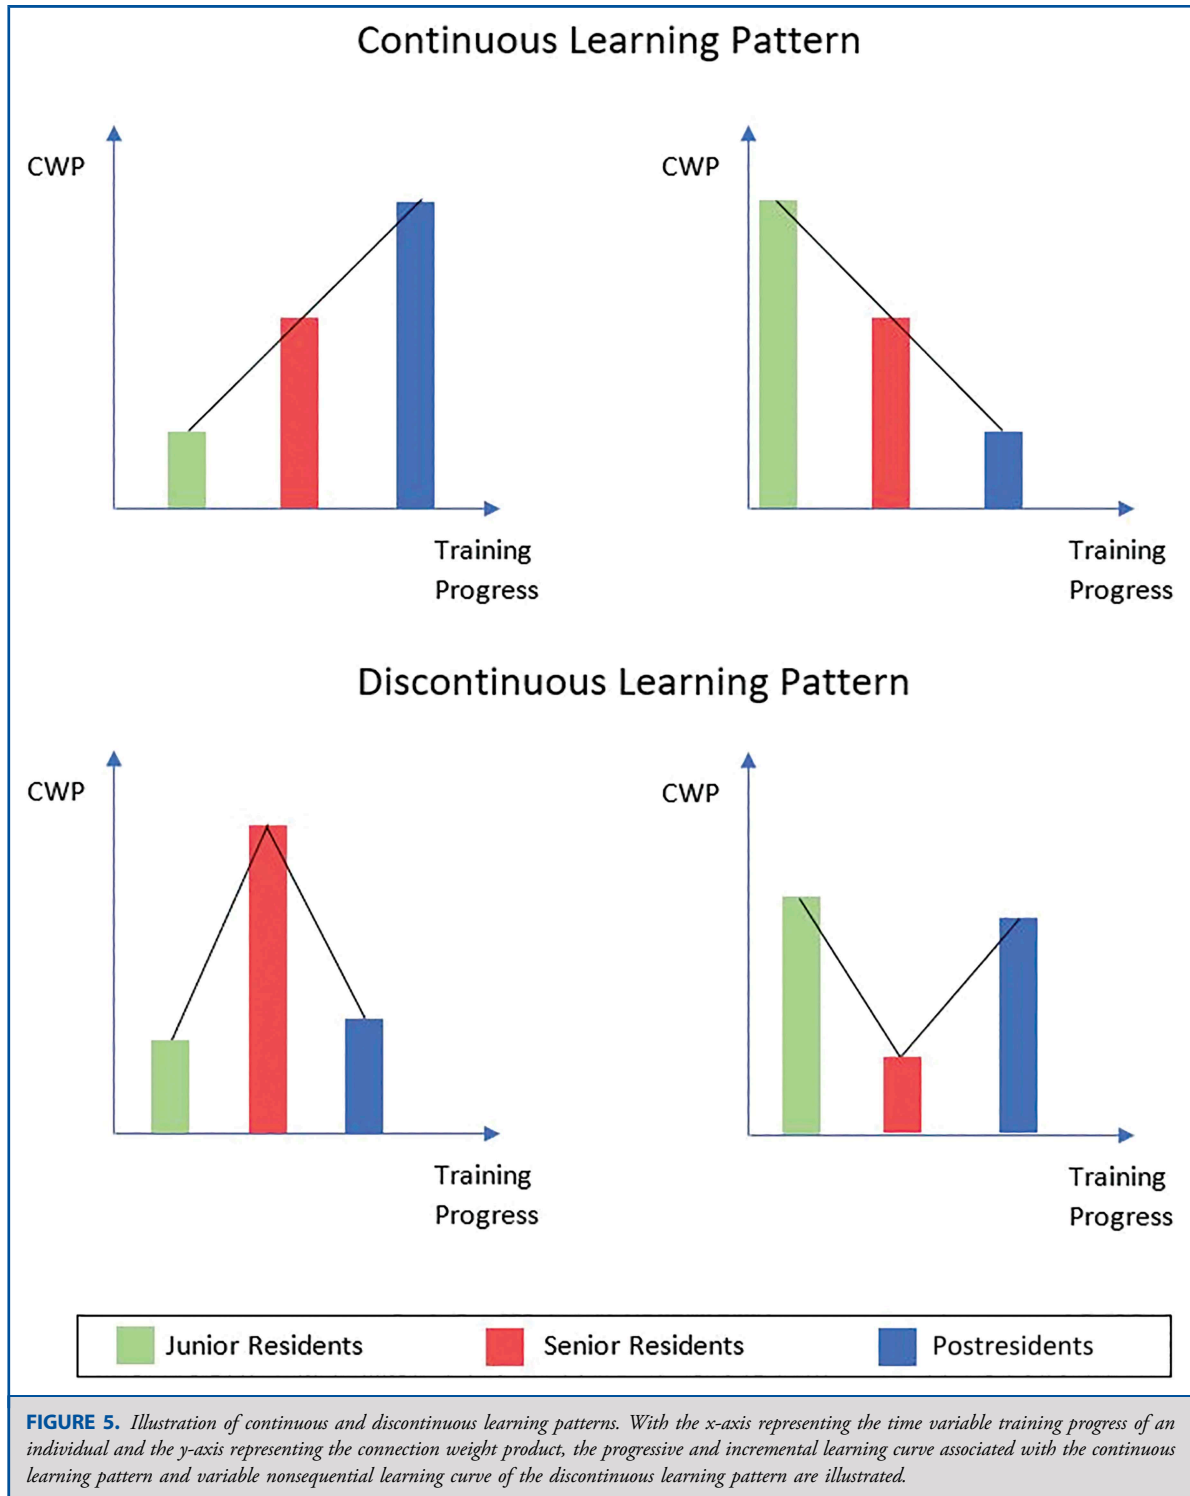 Continuous Learning Pattern
CWP
CWP
Training
Progress
Training
Progress
Discontinuous Learning Pattern
CWP
CWP
Training
Progress
Training
Progress
Junior Residents
Senior Residents
Postresidents
FIGURE 5. Illustration of continuous and discontinuous learning patterns. With the x-axis representing the time variable training progress of an
individual and the y-axis representing the connection weight product, the progressive and incremental learning curve associated with the continuous
learning pattern and variable nonsequential learning curve of the discontinuous learning pattern are illustrated.